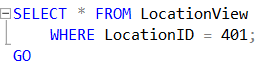 SELECT * FROM LocationView
WHERE LocationID = 401;
GO